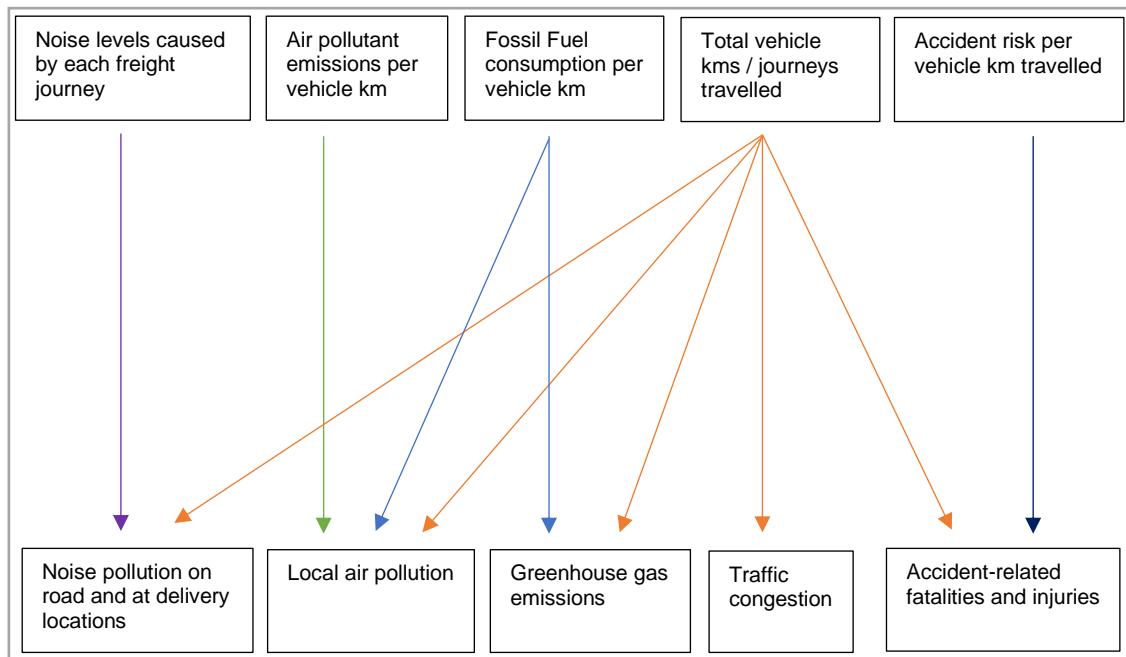 Noise levels caused
by each freight
journey
Air pollutant
emissions per
vehicle km
Fossil Fuel
consumption per
vehicle km
Total vehicle
kms / journeys
travelled
Accident risk per
vehicle km travelled
Noise pollution on
road and at delivery
locations
Local air pollution
Greenhouse gas
emissions
Traffic
congestion
Accident-related
fatalities and injuries